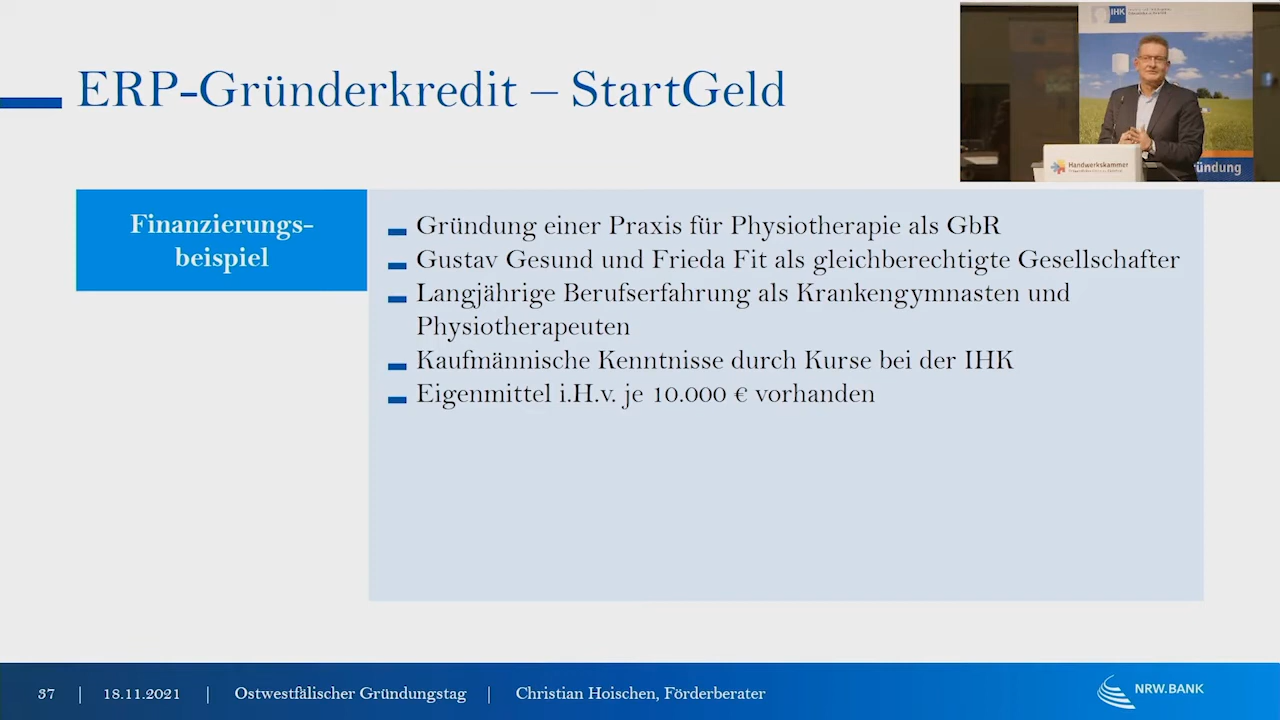 ERP-Gründerkredit – StartGeld
IHK
Handwerkskammer
ründung
Finanzierungs-
beispiel
Gründung einer Praxis für Physiotherapie als GbR
Gustav Gesund und Frieda Fit als gleichberechtigte Gesellschafter
Langjährige Berufserfahrung als Krankengymnasten und
Physiotherapeuten
Kaufmännische Kenntnisse durch Kurse bei der IHK
Eigenmittel i.H.v. je 10.000 € vorhanden
37 | 18.11.2021 | Ostwestfälischer Gründungstag | Christian Hoischen, Förderberater
NRW.BANK